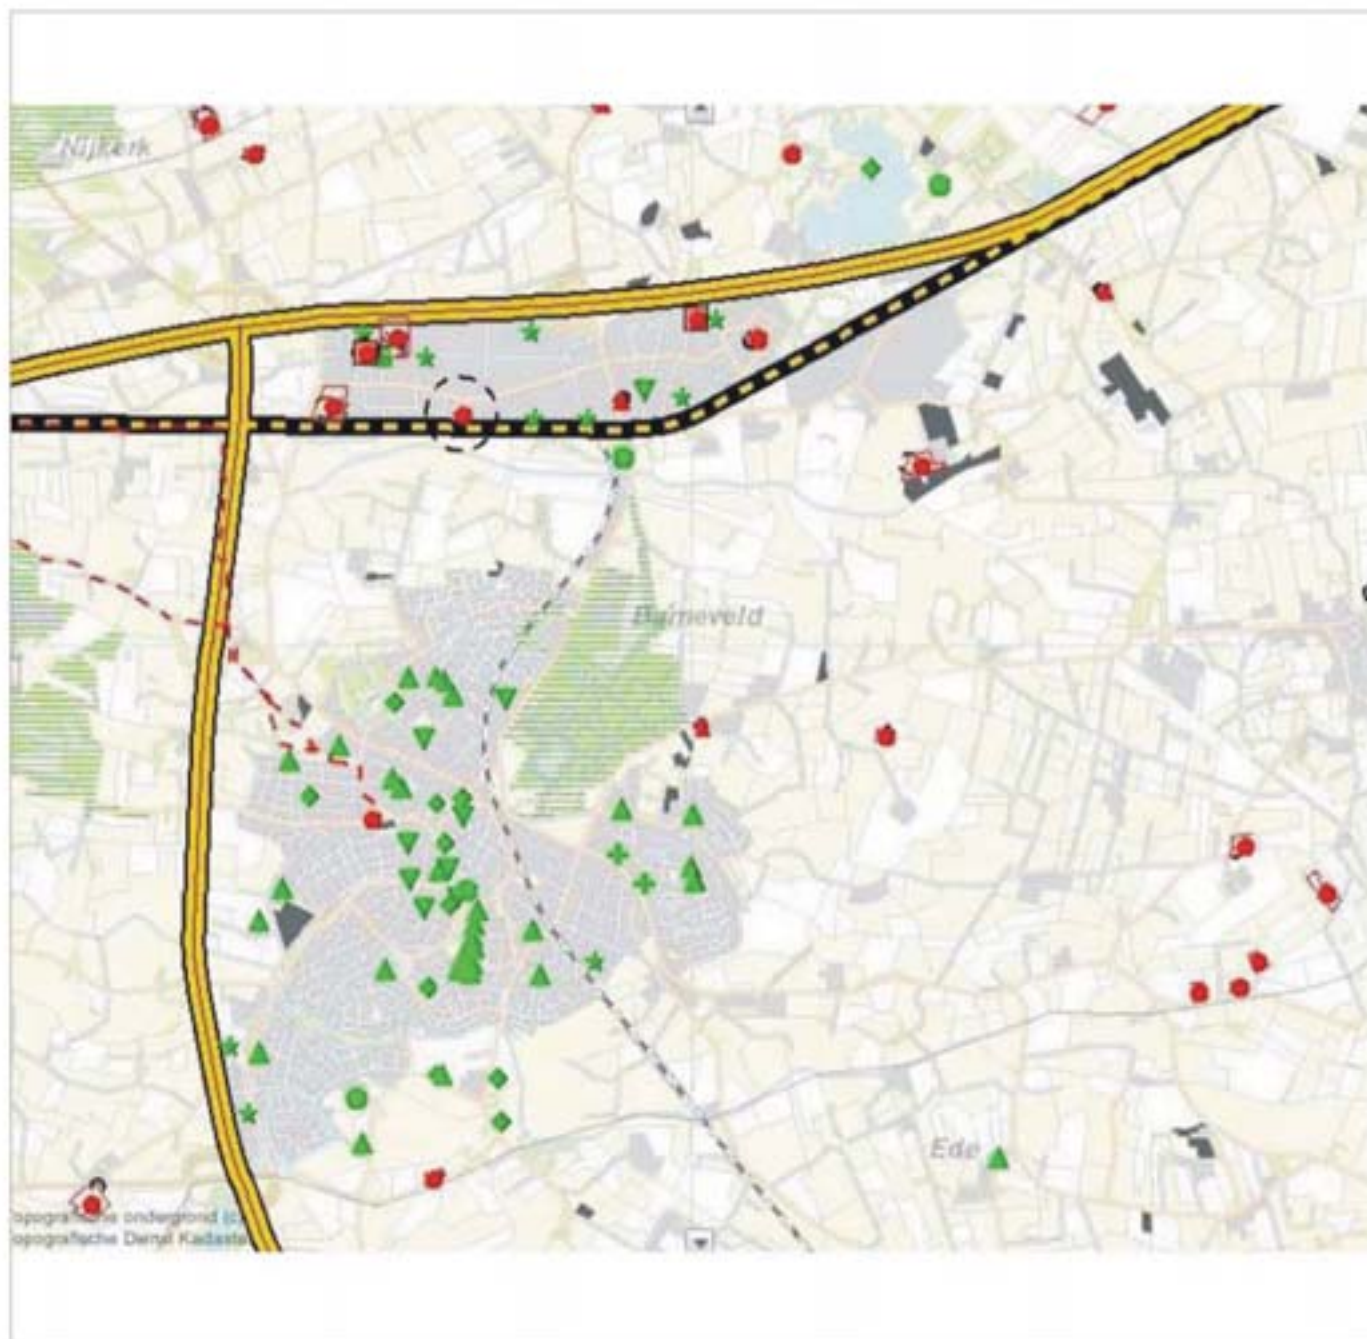 Nijkerk
Barneveld
Ede
opografische ondergrond (c)
opografische Dienst Kadaster